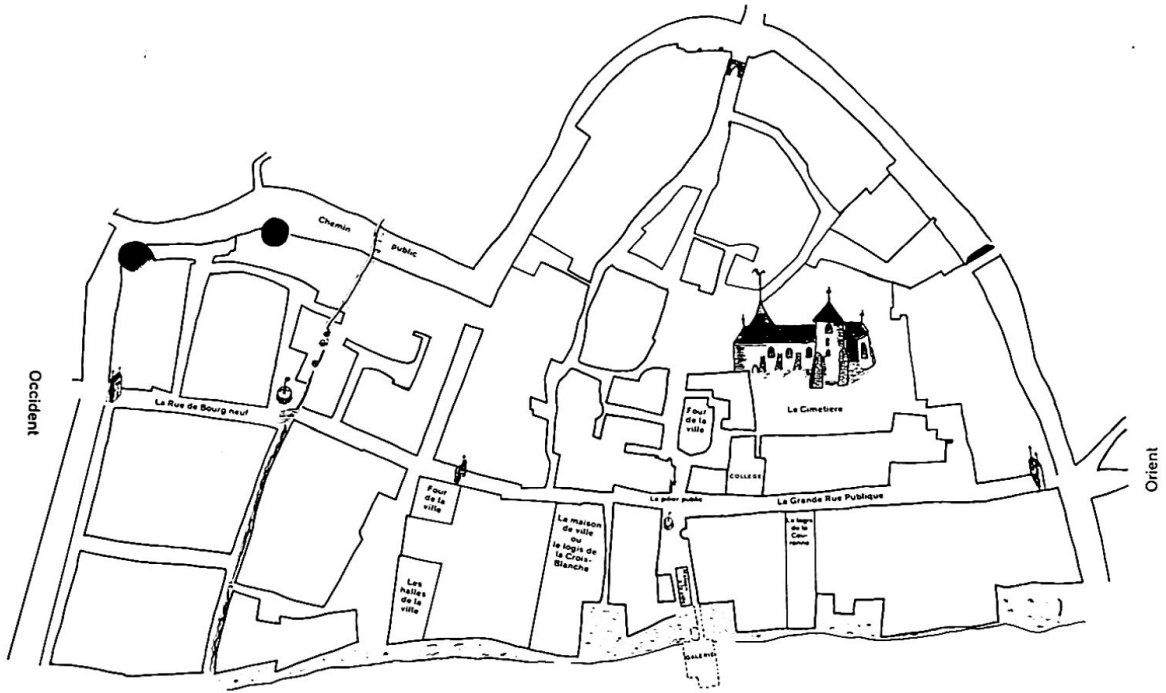 Chemin
public
Occident
La Rue de Bourg neuf
Four
de la
ville
Le Cimetiere
Orient
COLLEGE
Four
de la
ville
La Grande Rue Publique
La maison
de ville
ou
le logis de
la Croix-
Blanche
Le logis
de la
Cou-
ronne
Les
halles
de la
ville
GALERIE